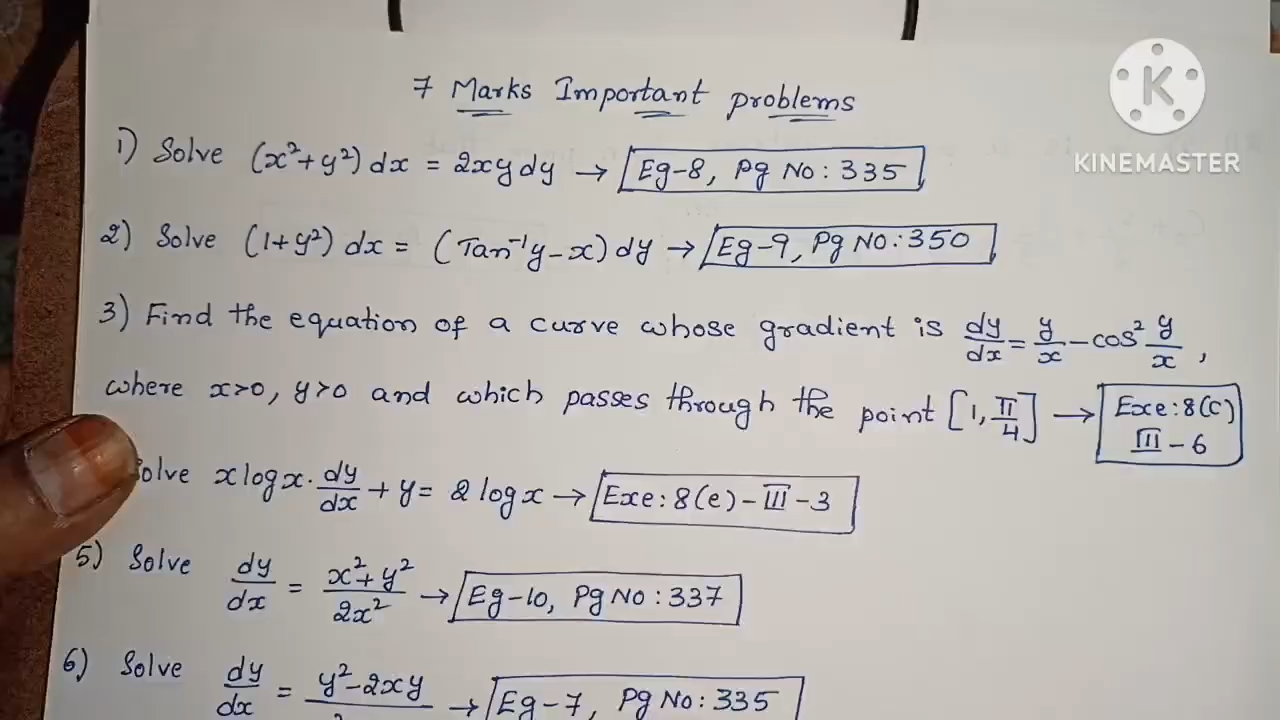 7 Marks Important problems
K
KINEMASTER
1) Solve (x²+y²) dx = 2xy dy → Eg-8, Pg No: 335
2) Solve (1+y²) dx = (Tan⁻¹y-x) dy → Eg-9, Pg No: 350
3) Find the equation of a curve whose gradient is dy/dx = y/x - cos² y/x ,
where x>0, y>0 and which passes through the point [1, π/4] → Exe: 8(c) III - 6
olve x log x. dy/dx + y = 2 log x → Exe: 8(e) - III - 3
5) Solve dy/dx = x²+y²/2x² → Eg-10, Pg No: 337
6) Solve dy/dx = y²-2xy → Eg-7, Pg No: 335